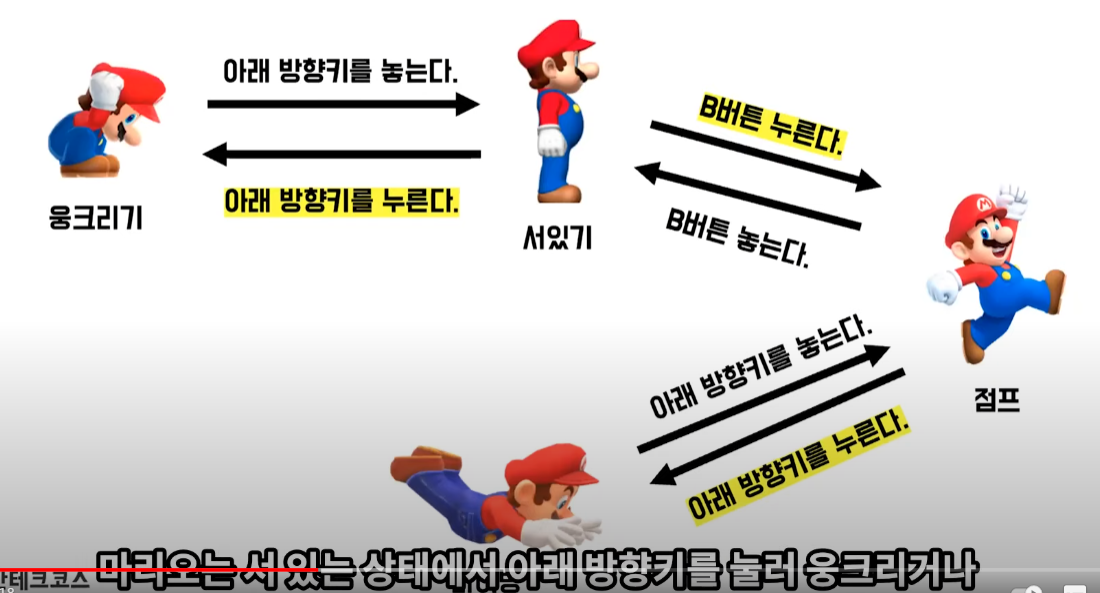 아래 방향키를 놓는다.
아래 방향키를 누른다.
웅크리기
서있기
B버튼 누른다.
B버튼 놓는다.
M
점프
아래 방향키를 놓는다.
아래 방향키를 누른다.
마리오는 서 있는 상태에서 아래 방향키를 눌러 웅크리거나